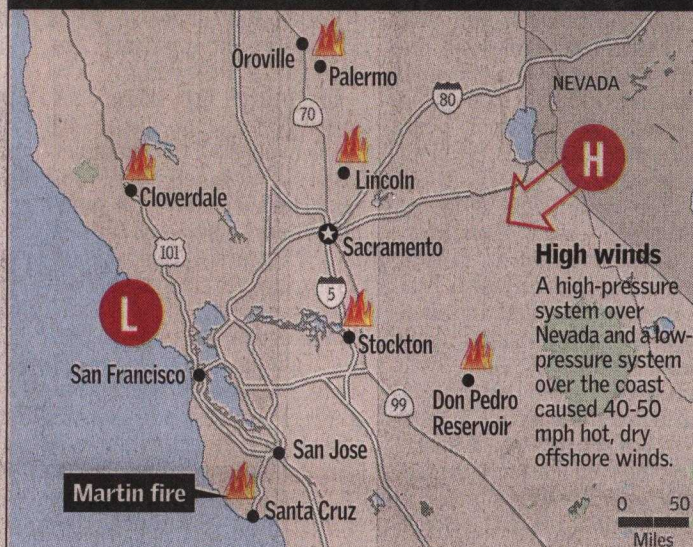 Oroville
Palermo
70
80
NEVADA
H
Lincoln
Cloverdale
Sacramento
101
L
5
High winds
A high-pressure
system over
Nevada and a low-
pressure system
over the coast
caused 40-50
mph hot, dry
offshore winds.
Stockton
San Francisco
99
Don Pedro
Reservoir
San Jose
Martin fire
Santa Cruz
0 50
Miles